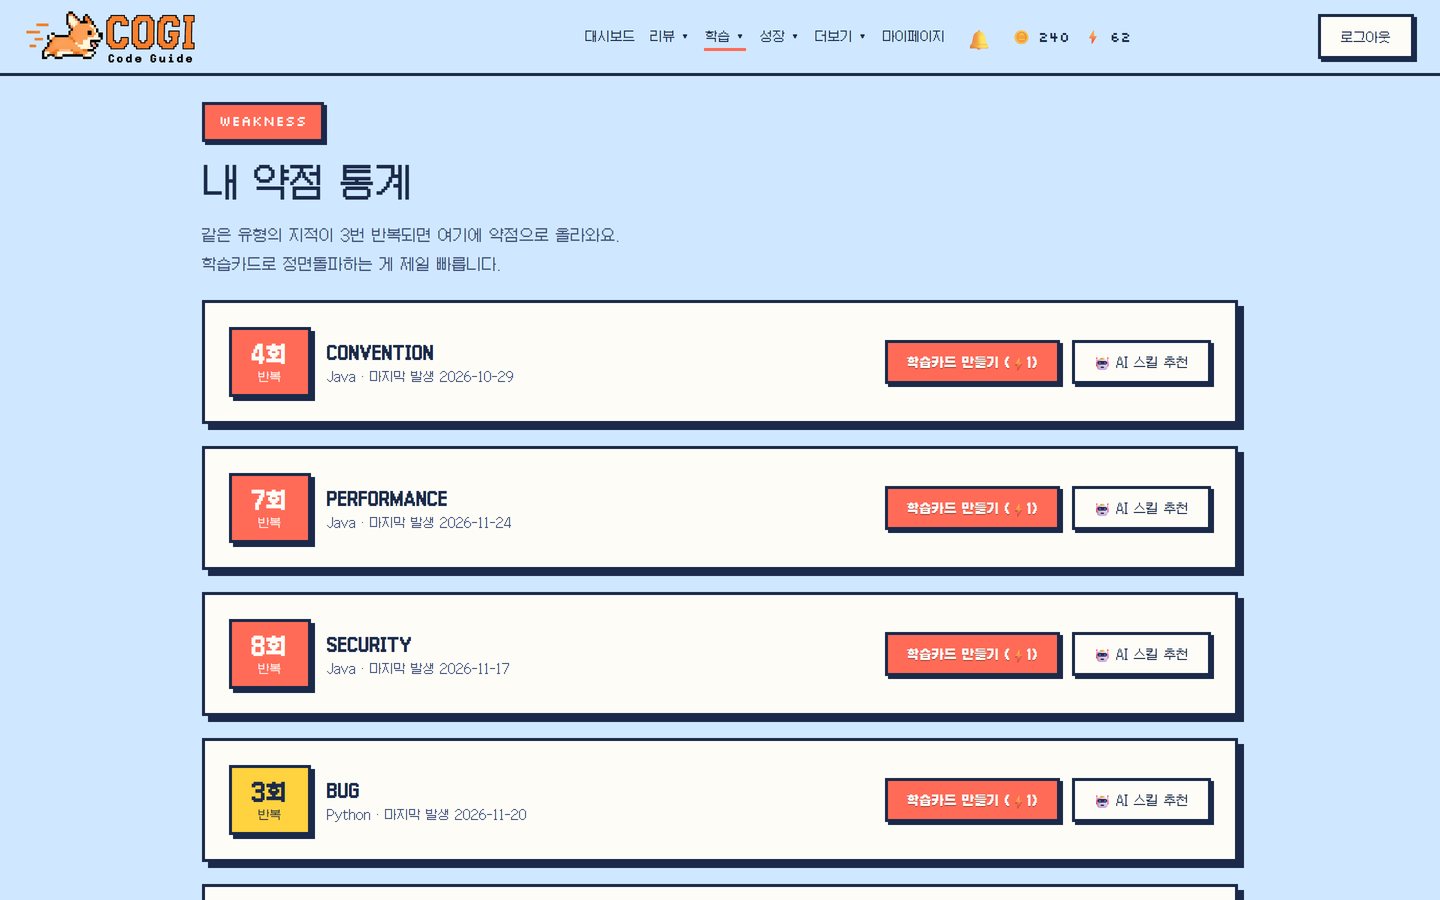 COGI
Code Guide
대시보드 리뷰 ▼ 학습 ▼ 성장 ▼ 더보기 ▼ 마이페이지 240 62
로그아웃
WEAKNESS
내 약점 통계
같은 유형의 지적이 3번 반복되면 여기에 약점으로 올라와요.
학습카드로 정면돌파하는 게 제일 빠릅니다.
4회
반복
CONVENTION
Java · 마지막 발생 2026-10-29
학습카드 만들기 (⚡1)
AI 스킬 추천
7회
반복
PERFORMANCE
Java · 마지막 발생 2026-11-24
학습카드 만들기 (⚡1)
AI 스킬 추천
8회
반복
SECURITY
Java · 마지막 발생 2026-11-17
학습카드 만들기 (⚡1)
AI 스킬 추천
3회
반복
BUG
Python · 마지막 발생 2026-11-20
학습카드 만들기 (⚡1)
AI 스킬 추천